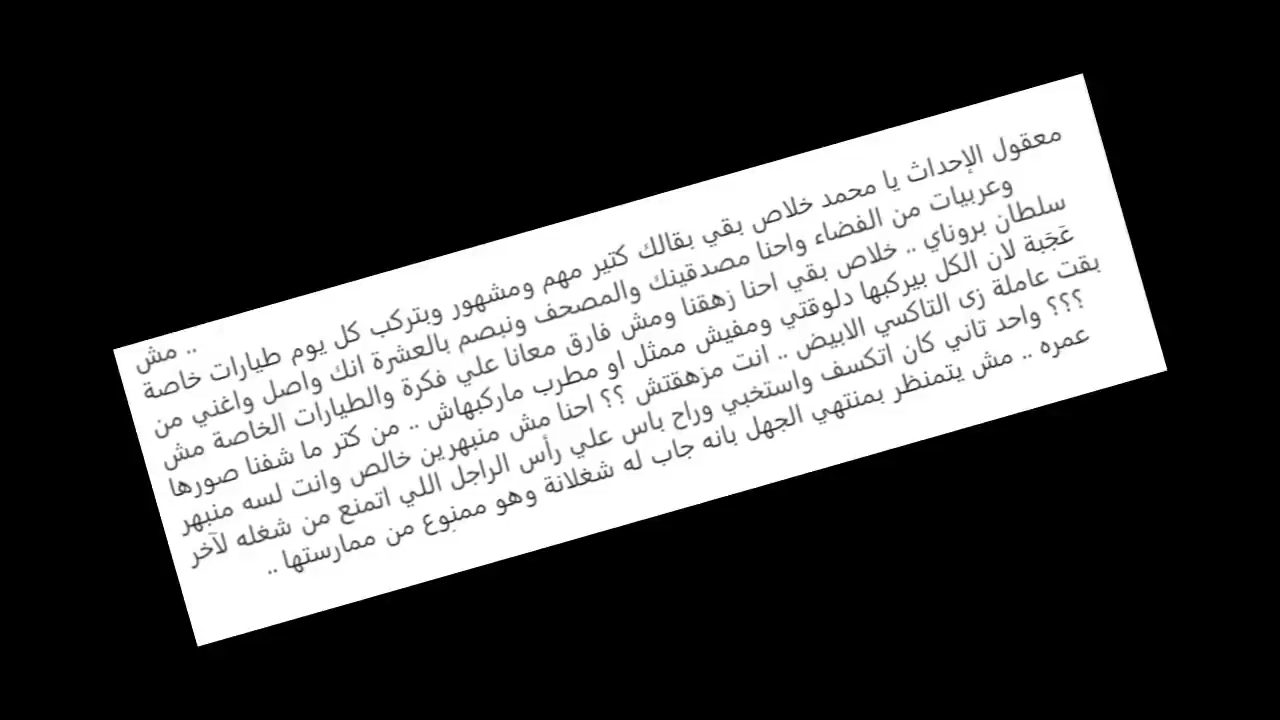 .. مش
معقول الإحداث يا محمد خلاص بقي بقالك كتير مهم ومشهور وبتركب كل يوم طيارات خاصة
وعربيات من الفضاء واحنا مصدقينك والمصحف ونبصم بالعشرة انك واصل واغني من
سلطان بروناي .. خلاص بقي احنا زهقنا ومش فارق معانا علي فكرة والطيارات الخاصة مش
عَجَبة لان الكل بيركبها دلوقتي ومفيش ممثل او مطرب ماركبهاش .. من كتر ما شفنا صورها
بقت عاملة زى التاكسي الابيض .. انت مزهقتش ؟؟ احنا مش منبهرين خالص وانت لسه منبهر
؟؟؟ واحد تاني كان اتكسف واستخبي وراح باس علي رأس الراجل اللي اتمنع من شغله لآخر
عمره .. مش يتمنظر بمنتهي الجهل بانه جاب له شغلانة وهو ممنوع من ممارستها ..